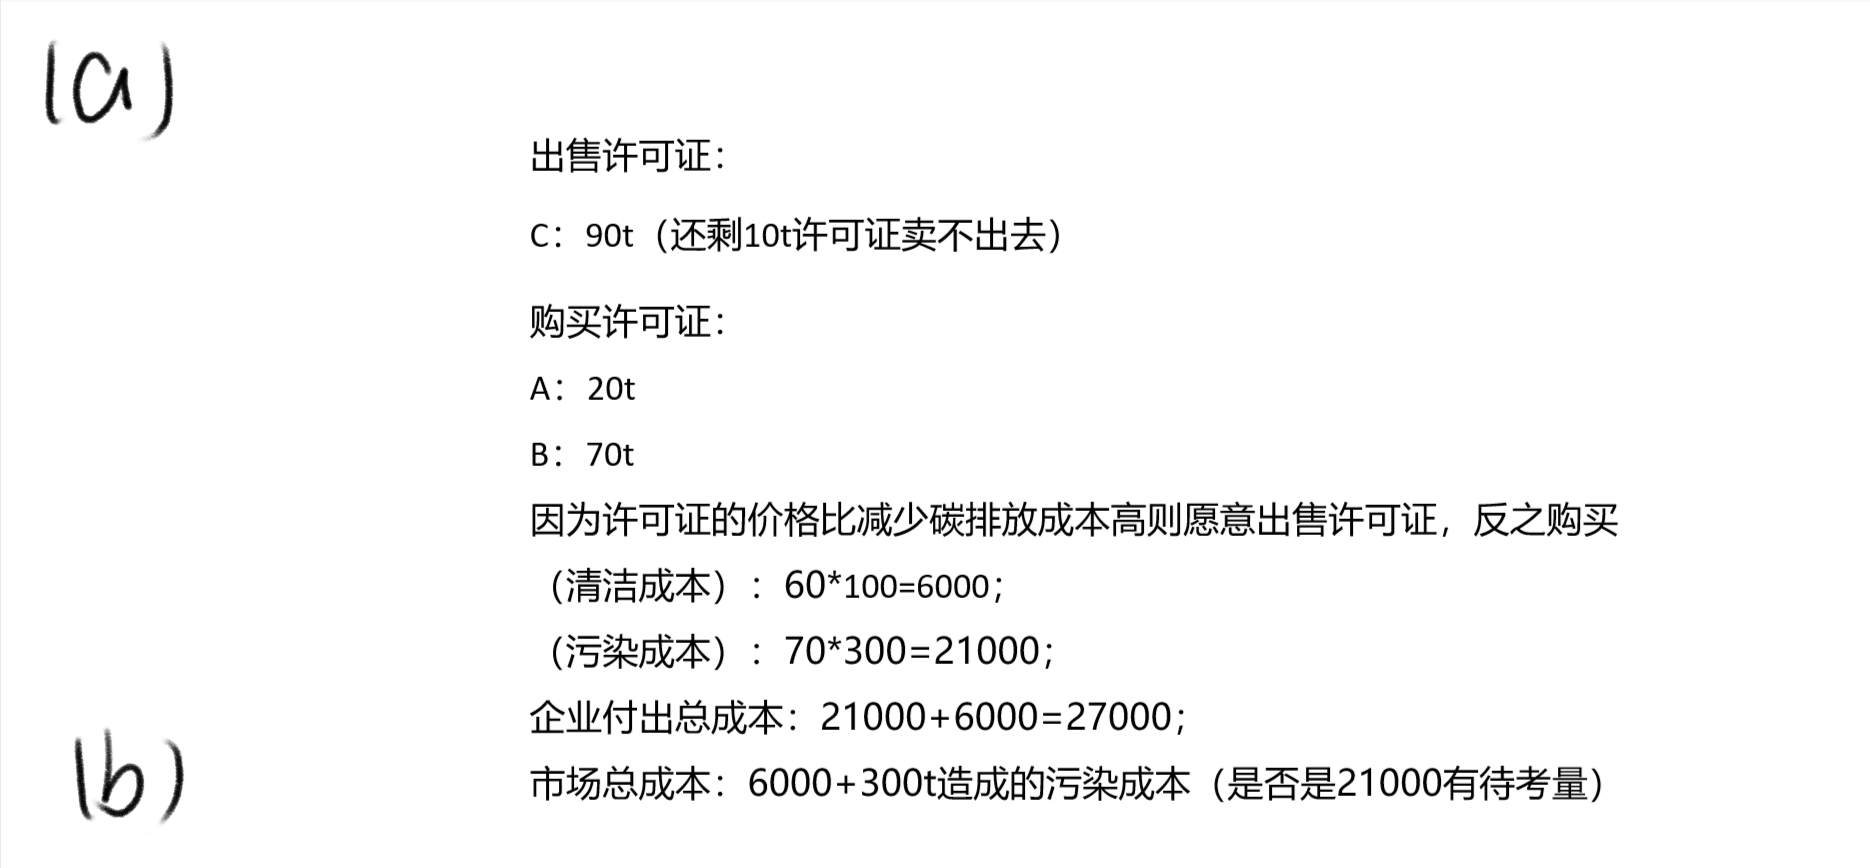 (a)
出售许可证：
C：90t（还剩10t许可证卖不出去）
购买许可证：
A：20t
B：70t
因为许可证的价格比减少碳排放成本高则愿意出售许可证，反之购买
（清洁成本）：60*100=6000；
（污染成本）：70*300=21000；
企业付出总成本：21000+6000=27000；
(b)
市场总成本：6000+300t造成的污染成本（是否是21000有待考量）